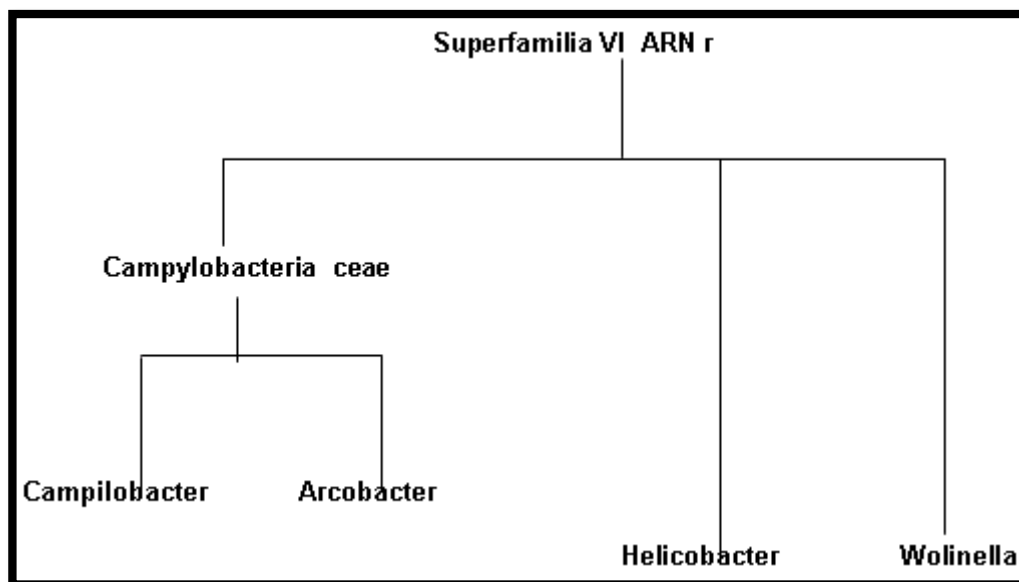 Superfamilia VI ARN r
Campylobacteria ceae
Campilobacter Arcobacter
Helicobacter Wolinella